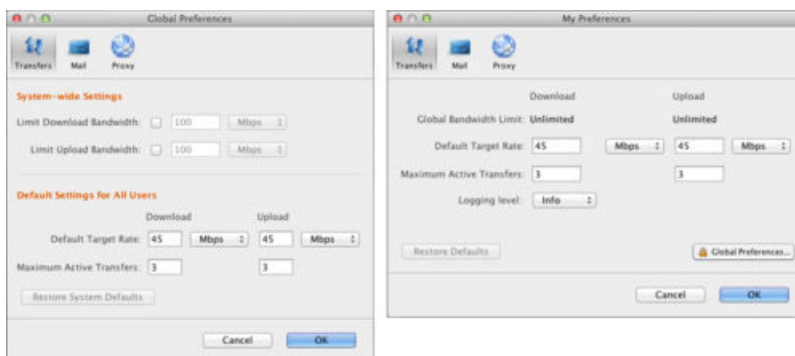 Global Preferences
Transfers Mail Proxy
System-wide Settings
Limit Download Bandwidth: 100 Mbps
Limit Upload Bandwidth: 100 Mbps
Default Settings for All Users
Download Upload
Default Target Rate: 45 Mbps 45 Mbps
Maximum Active Transfers: 3 3
Restore System Defaults
Cancel OK
My Preferences
Transfers Mail Proxy
Download Upload
Global Bandwidth Limit: Unlimited Unlimited
Default Target Rate: 45 Mbps 45 Mbps
Maximum Active Transfers: 3 3
Logging level: Info
Restore Defaults Global Preferences...
Cancel OK